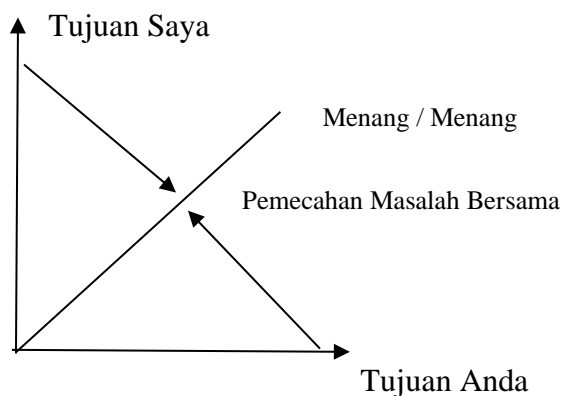 Tujuan Saya
Menang / Menang
Pemecahan Masalah Bersama
Tujuan Anda